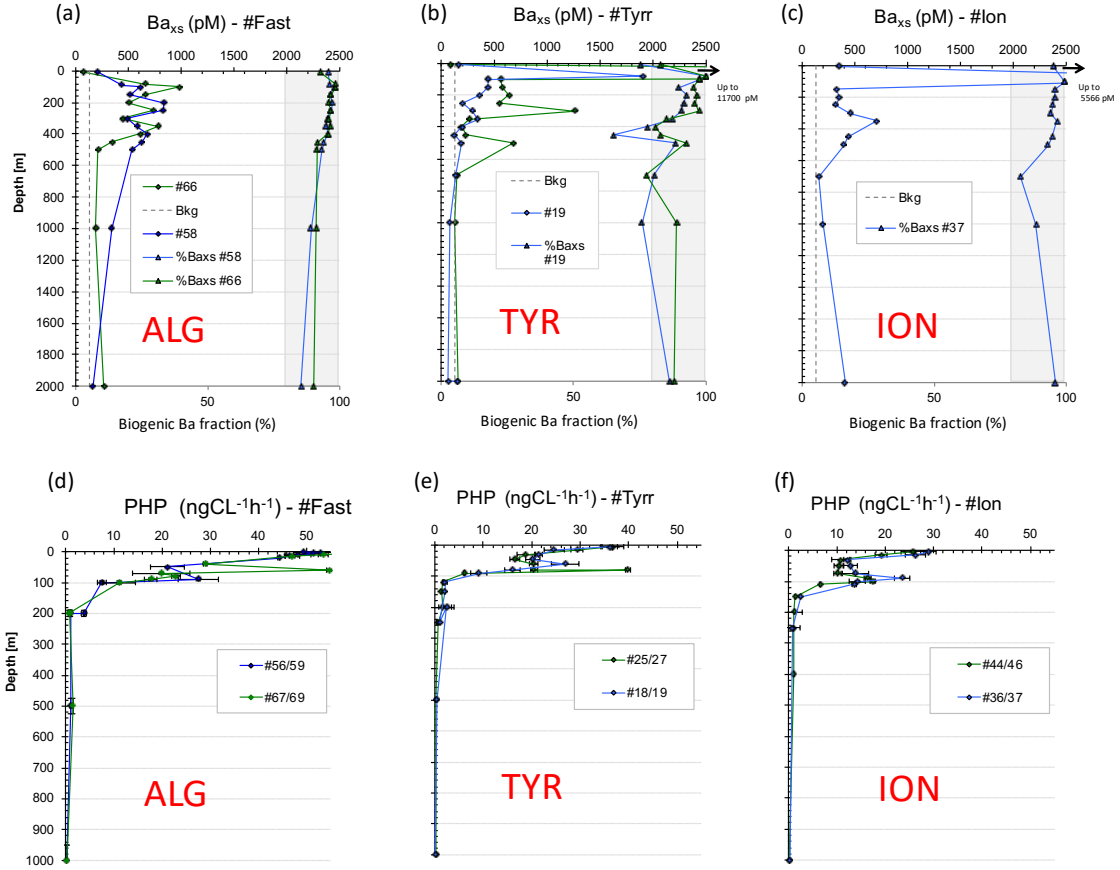 (a)
Ba_xs (pM) - #Fast
0 500 1000 1500 2000 2500
0
200
400
600
800
1000
1200
1400
1600
1800
2000
Depth [m]
#66
Bkg
#58
%Baxs #58
%Baxs #66
ALG
0 50 100
Biogenic Ba fraction (%)
(b)
Ba_xs (pM) - #Tyrr
0 500 1000 1500 2000 2500
Up to
11700 pM
Bkg
#19
%Baxs
#19
TYR
0 50 100
Biogenic Ba fraction (%)
(c)
Ba_xs (pM) - #Ion
0 500 1000 1500 2000 2500
Up to
5566 pM
Bkg
%Baxs #37
ION
0 50 100
Biogenic Ba fraction (%)
(d)
PHP (ngCL⁻¹h⁻¹) - #Fast
0 10 20 30 40 50
0
100
200
300
400
500
600
700
800
900
1000
Depth [m]
#56/59
#67/69
ALG
(e)
PHP (ngCL⁻¹h⁻¹) - #Tyrr
0 10 20 30 40 50
#25/27
#18/19
TYR
(f)
PHP (ngCL⁻¹h⁻¹) - #Ion
0 10 20 30 40 50
#44/46
#36/37
ION